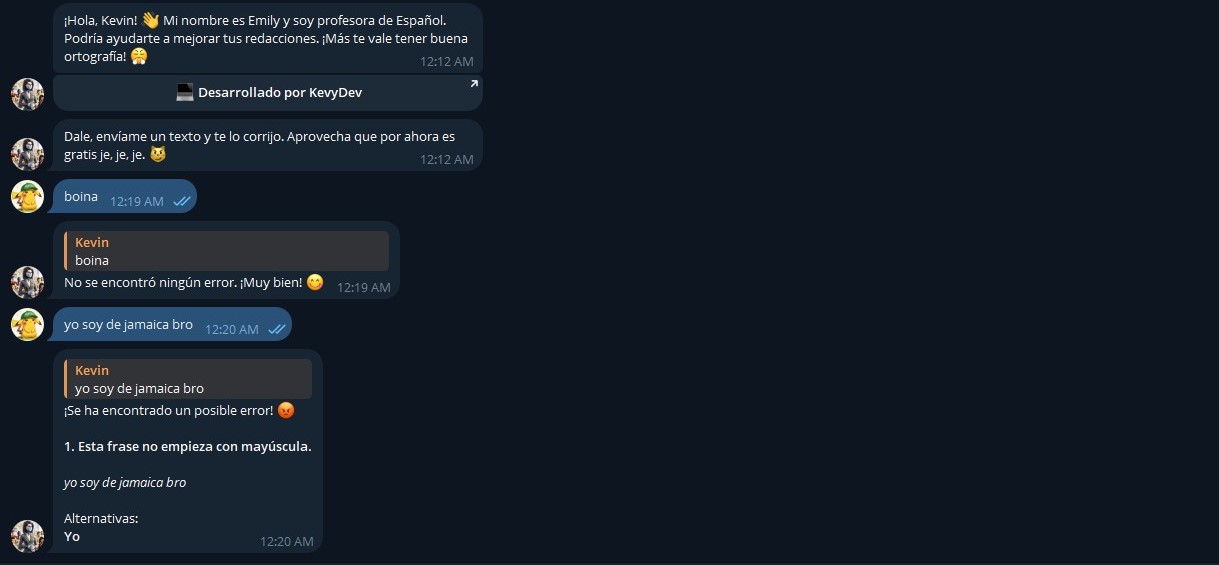 ¡Hola, Kevin! 👋 Mi nombre es Emily y soy profesora de Español.
Podría ayudarte a mejorar tus redacciones. ¡Más te vale tener buena
ortografía! 😤
12:12 AM
💻 Desarrollado por KevyDev
Dale, envíame un texto y te lo corrijo. Aprovecha que por ahora es
gratis je, je, je. 😼
12:12 AM
boina 12:19 AM
Kevin
boina
No se encontró ningún error. ¡Muy bien! 😋 12:19 AM
yo soy de jamaica bro 12:20 AM
Kevin
yo soy de jamaica bro
¡Se ha encontrado un posible error! 😡
1. Esta frase no empieza con mayúscula.
yo soy de jamaica bro
Alternativas:
Yo
12:20 AM